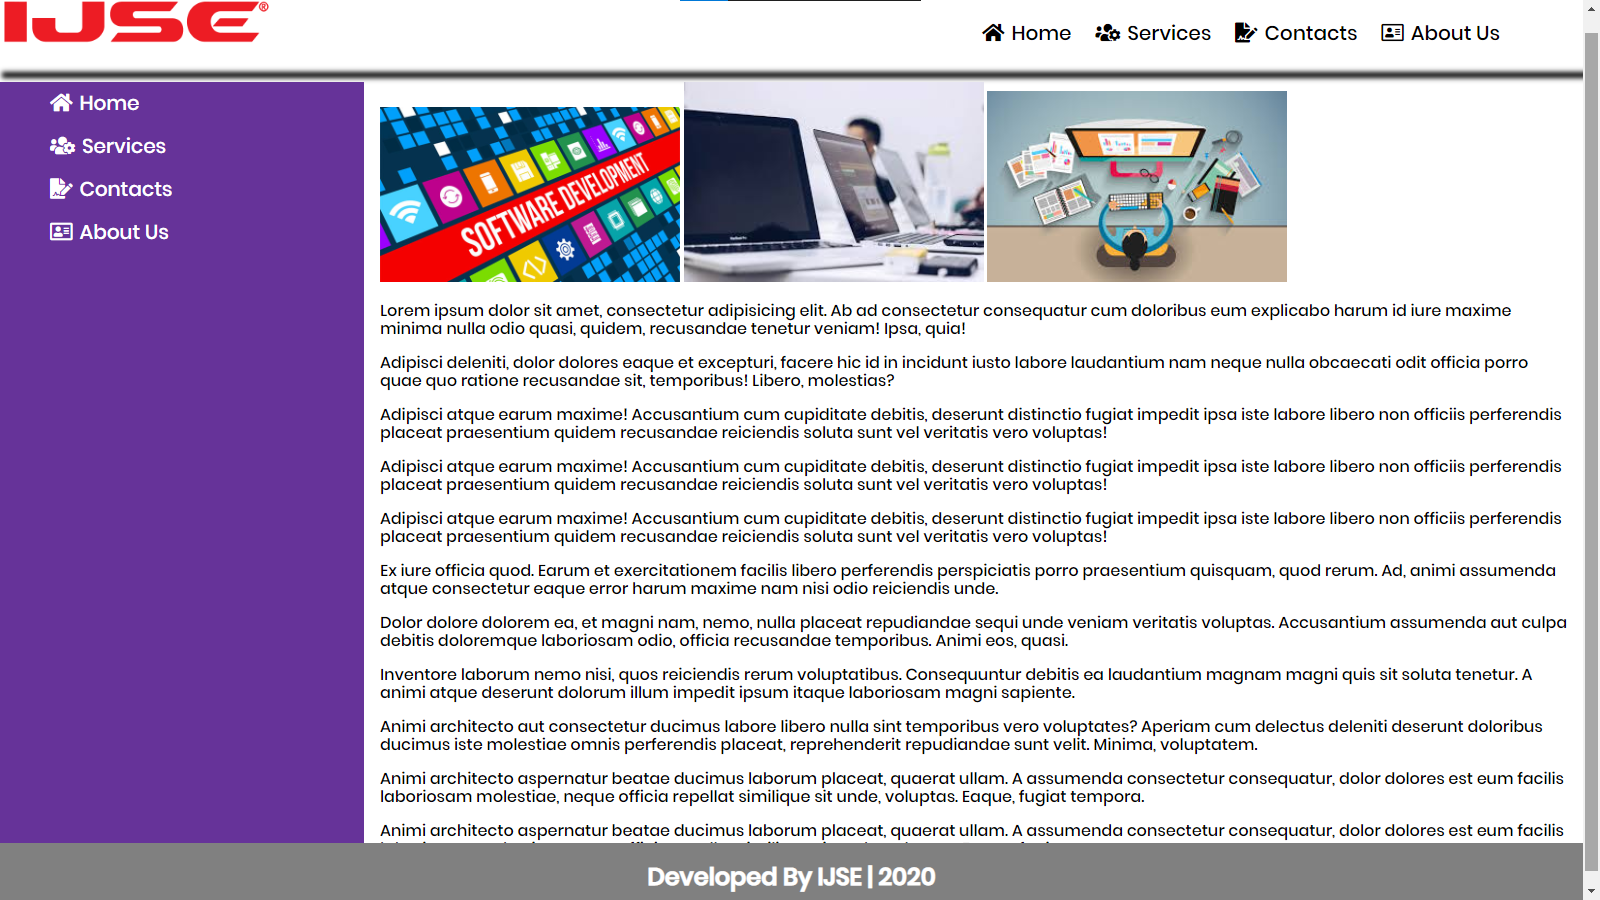 IJSE®
Home Services Contacts About Us
Home
Services
Contacts
About Us
SOFTWARE DEVELOPMENT
Lorem ipsum dolor sit amet, consectetur adipisicing elit. Ab ad consectetur consequatur cum doloribus eum explicabo harum id iure maxime
minima nulla odio quasi, quidem, recusandae tenetur veniam! Ipsa, quia!
Adipisci deleniti, dolor dolores eaque et excepturi, facere hic id in incidunt iusto labore laudantium nam neque nulla obcaecati odit officia porro
quae quo ratione recusandae sit, temporibus! Libero, molestias?
Adipisci atque earum maxime! Accusantium cum cupiditate debitis, deserunt distinctio fugiat impedit ipsa iste labore libero non officiis perferendis
placeat praesentium quidem recusandae reiciendis soluta sunt vel veritatis vero voluptas!
Adipisci atque earum maxime! Accusantium cum cupiditate debitis, deserunt distinctio fugiat impedit ipsa iste labore libero non officiis perferendis
placeat praesentium quidem recusandae reiciendis soluta sunt vel veritatis vero voluptas!
Adipisci atque earum maxime! Accusantium cum cupiditate debitis, deserunt distinctio fugiat impedit ipsa iste labore libero non officiis perferendis
placeat praesentium quidem recusandae reiciendis soluta sunt vel veritatis vero voluptas!
Ex iure officia quod. Earum et exercitationem facilis libero perferendis perspiciatis porro praesentium quisquam, quod rerum. Ad, animi assumenda
atque consectetur eaque error harum maxime nam nisi odio reiciendis unde.
Dolor dolore dolorem ea, et magni nam, nemo, nulla placeat repudiandae sequi unde veniam veritatis voluptas. Accusantium assumenda aut culpa
debitis doloremque laboriosam odio, officia recusandae temporibus. Animi eos, quasi.
Inventore laborum nemo nisi, quos reiciendis rerum voluptatibus. Consequuntur debitis ea laudantium magnam magni quis sit soluta tenetur. A
animi atque deserunt dolorum illum impedit ipsum itaque laboriosam magni sapiente.
Animi architecto aut consectetur ducimus labore libero nulla sint temporibus vero voluptates? Aperiam cum delectus deleniti deserunt doloribus
ducimus iste molestiae omnis perferendis placeat, reprehenderit repudiandae sunt velit. Minima, voluptatem.
Animi architecto aspernatur beatae ducimus laborum placeat, quaerat ullam. A assumenda consectetur consequatur, dolor dolores est eum facilis
laboriosam molestiae, neque officia repellat similique sit unde, voluptas. Eaque, fugiat tempora.
Animi architecto aspernatur beatae ducimus laborum placeat, quaerat ullam. A assumenda consectetur consequatur, dolor dolores est eum facilis
Developed By IJSE | 2020